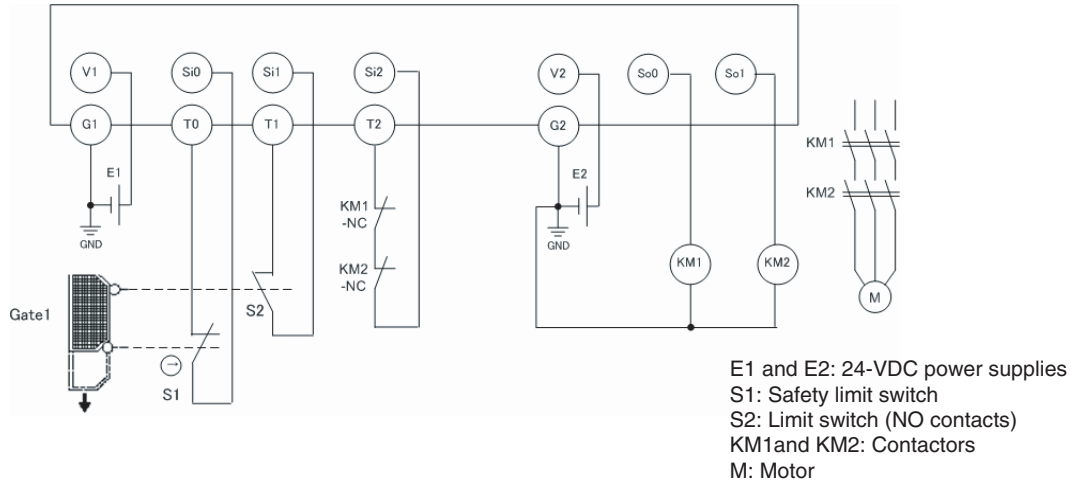 V1
Si0
Si1
Si2
V2
So0
So1
G1
T0
T1
T2
G2
KM1
E1
E2
KM2
KM1
-NC
GND
GND
KM1
KM2
KM2
-NC
M
Gate1
S2
S1
E1 and E2: 24-VDC power supplies
S1: Safety limit switch
S2: Limit switch (NO contacts)
KM1and KM2: Contactors
M: Motor